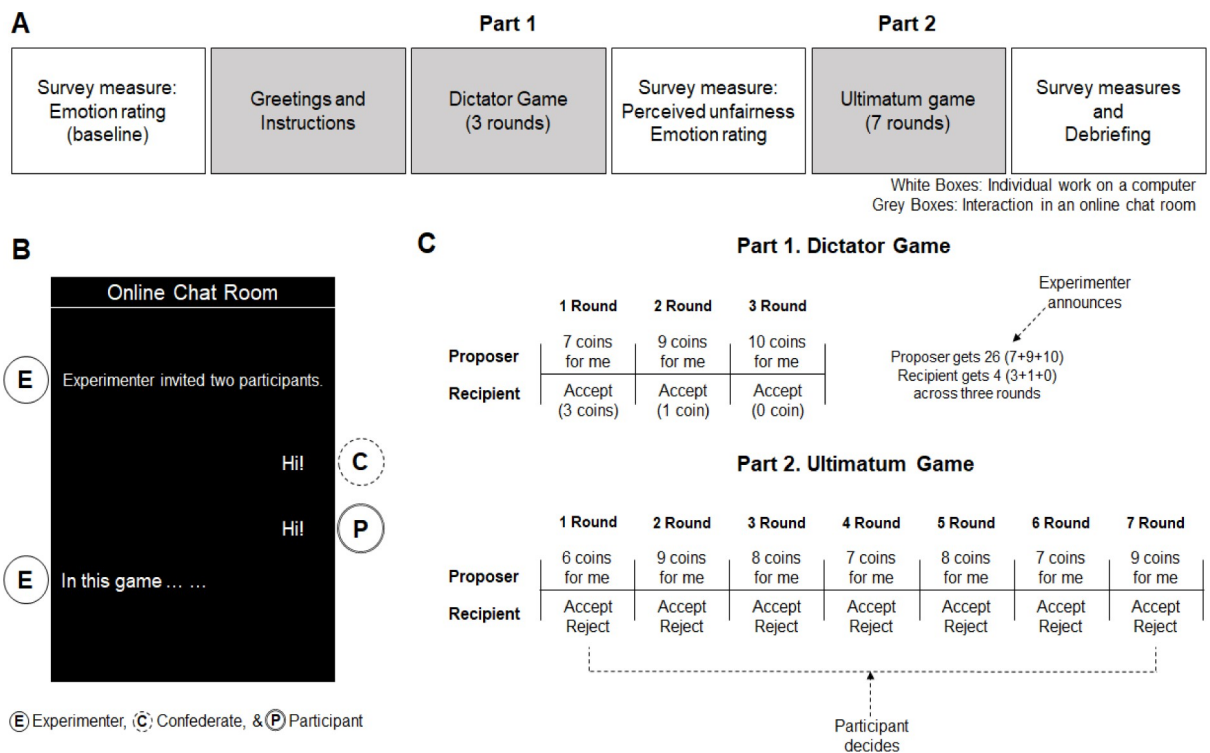 A
Part 1
Part 2
Survey measure:
Emotion rating
(baseline)
Greetings and
Instructions
Dictator Game
(3 rounds)
Survey measure:
Perceived unfairness
Emotion rating
Ultimatum game
(7 rounds)
Survey measures
and
Debriefing
White Boxes: Individual work on a computer
Grey Boxes: Interaction in an online chat room
B
Online Chat Room
E
Experimenter invited two participants.
Hi!
C
Hi!
P
E
In this game ... ...
E Experimenter, C Confederate, & P Participant
C
Part 1. Dictator Game
1 Round 2 Round 3 Round
Proposer
7 coins
for me
9 coins
for me
10 coins
for me
Recipient
Accept
(3 coins)
Accept
(1 coin)
Accept
(0 coin)
Experimenter
announces
Proposer gets 26 (7+9+10)
Recipient gets 4 (3+1+0)
across three rounds
Part 2. Ultimatum Game
1 Round 2 Round 3 Round 4 Round 5 Round 6 Round 7 Round
Proposer
6 coins
for me
9 coins
for me
8 coins
for me
7 coins
for me
8 coins
for me
7 coins
for me
9 coins
for me
Recipient
Accept
Reject
Accept
Reject
Accept
Reject
Accept
Reject
Accept
Reject
Accept
Reject
Accept
Reject
Participant
decides